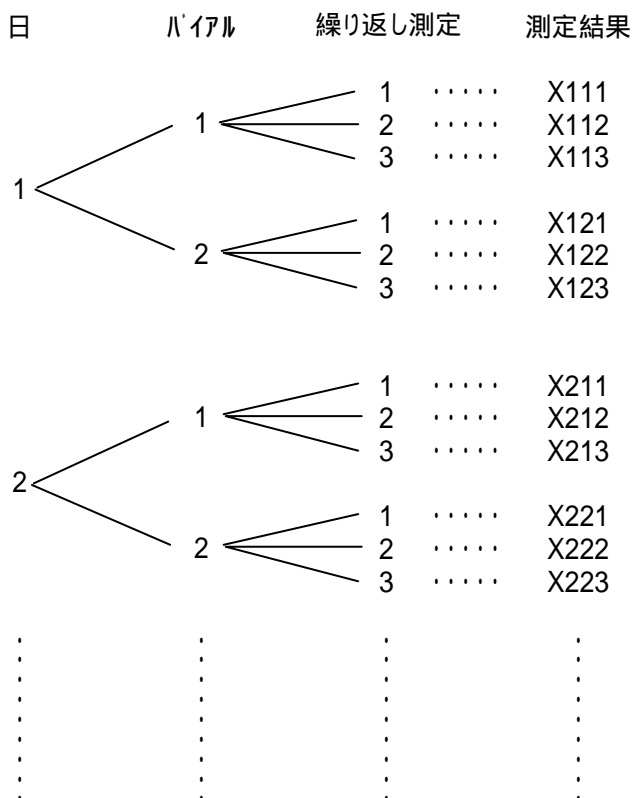 日 ﾊﾞｲｱﾙ 繰り返し測定 測定結果
1 ····· X111
1 2 ····· X112
3 ····· X113
1
1 ····· X121
2 2 ····· X122
3 ····· X123
1 ····· X211
1 2 ····· X212
3 ····· X213
2
1 ····· X221
2 2 ····· X222
3 ····· X223